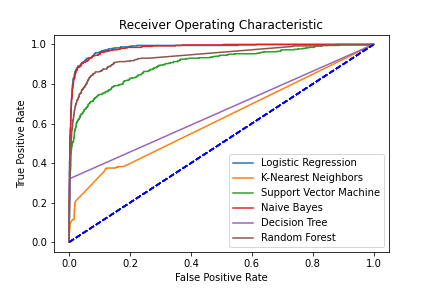 Receiver Operating Characteristic
True Positive Rate
1.0
0.8
0.6
0.4
0.2
0.0
Logistic Regression
K-Nearest Neighbors
Support Vector Machine
Naive Bayes
Decision Tree
Random Forest
0.0 0.2 0.4 0.6 0.8 1.0
False Positive Rate